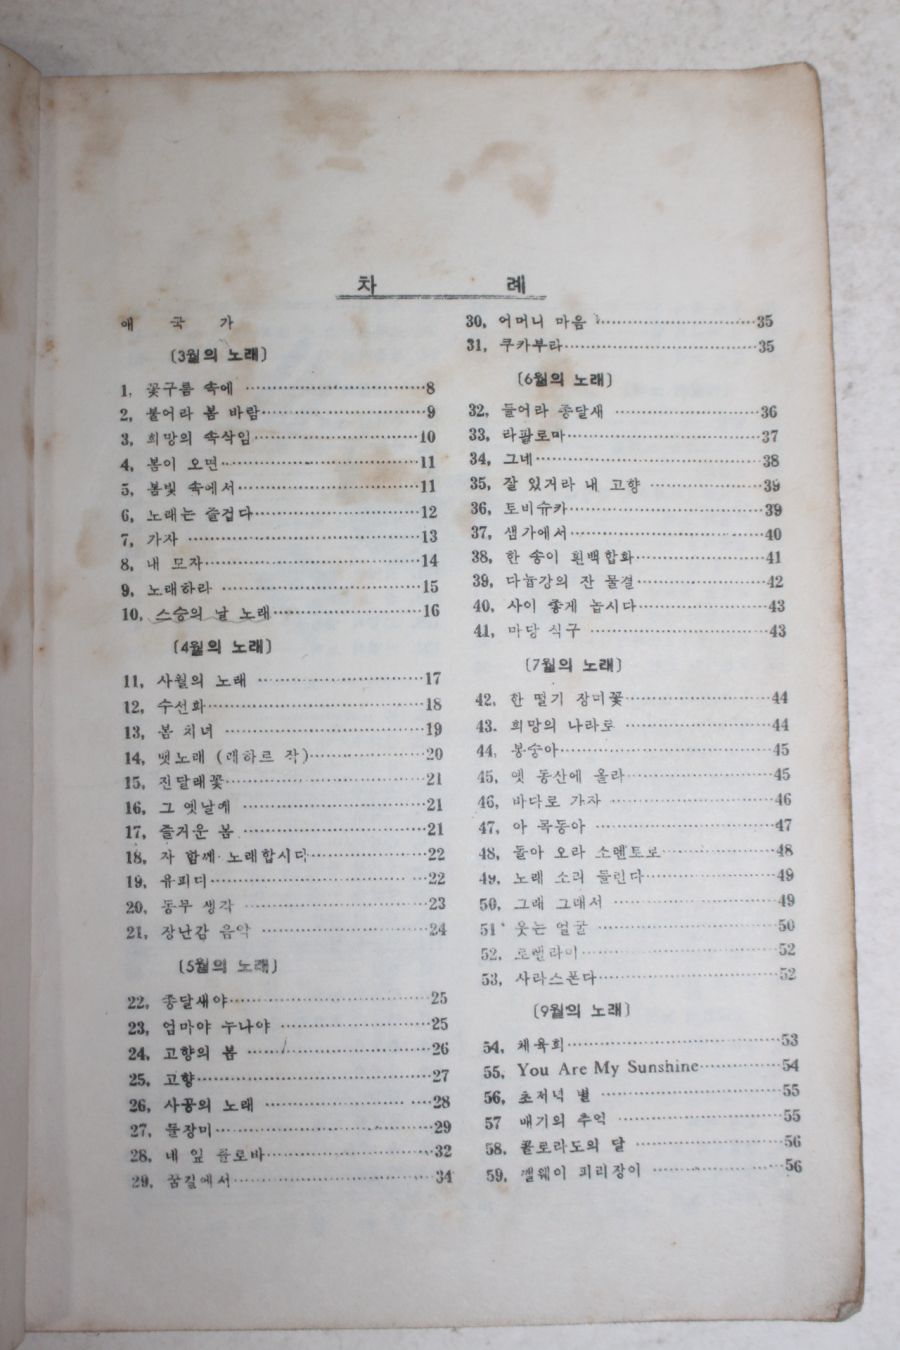 차 례
애 국 가
〔3월의 노래〕
1, 꽃구름 속에 ……8
2, 불어라 봄 바람……9
3, 희망의 속삭임……10
4, 봄이 오면……11
5, 봄빛 속에서……11
6, 노래는 즐겁다……12
7, 가자 ……13
8, 내 모자……14
9, 노래하라 ……15
10, 스승의 날 노래……16
〔4월의 노래〕
11, 사월의 노래 ……17
12, 수선화……18
13, 봄 처녀 ……19
14, 뱃노래 (레하르 작)……20
15, 진달래꽃……21
16, 그 옛날에 ……21
17, 즐거운 봄 ……21
18, 자 함께 노래합시다……22
19, 유피디……22
20, 동무 생각 ……23
21, 장난감 음악 ……24
〔5월의 노래〕
22, 종달새야……25
23, 엄마야 누나야 ……25
24, 고향의 봄 ……26
25, 고향……27
26, 사공의 노래 ……28
27, 들장미……29
28, 네 잎 클로바……32
29, 꿈길에서……34
30, 어머니 마음 ……35
31, 쿠카부라……35
〔6월의 노래〕
32, 들어라 종달새 ……36
33, 라팔로마……37
34, 그네……38
35, 잘 있거라 내 고향 ……39
36, 토비슈카……39
37, 샘가에서……40
38, 한 송이 흰백합화……41
39, 다늅강의 잔 물결……42
40, 사이 좋게 놉시다……43
41, 마당 식구 ……43
〔7월의 노래〕
42, 한 떨기 장미꽃……44
43. 희망의 나라로 ……44
44, 봉숭아……45
45, 옛 동산에 올라……45
46, 바다로 가자 ……46
47, 아 목동아 ……47
48, 돌아 오라 소렌토로……48
49, 노래 소리 들린다……49
50, 그래 그래서 ……49
51 웃는 얼굴 ……50
52, 로렐라이……52
53, 사라스폰다……52
〔9월의 노래〕
54, 체육회……53
55, You Are My Sunshine……54
56, 초저녁 별 ……55
57 매기의 추억 ……55
58, 콜로라도의 달 ……56
59, 깰웨이 피리장이 ……56